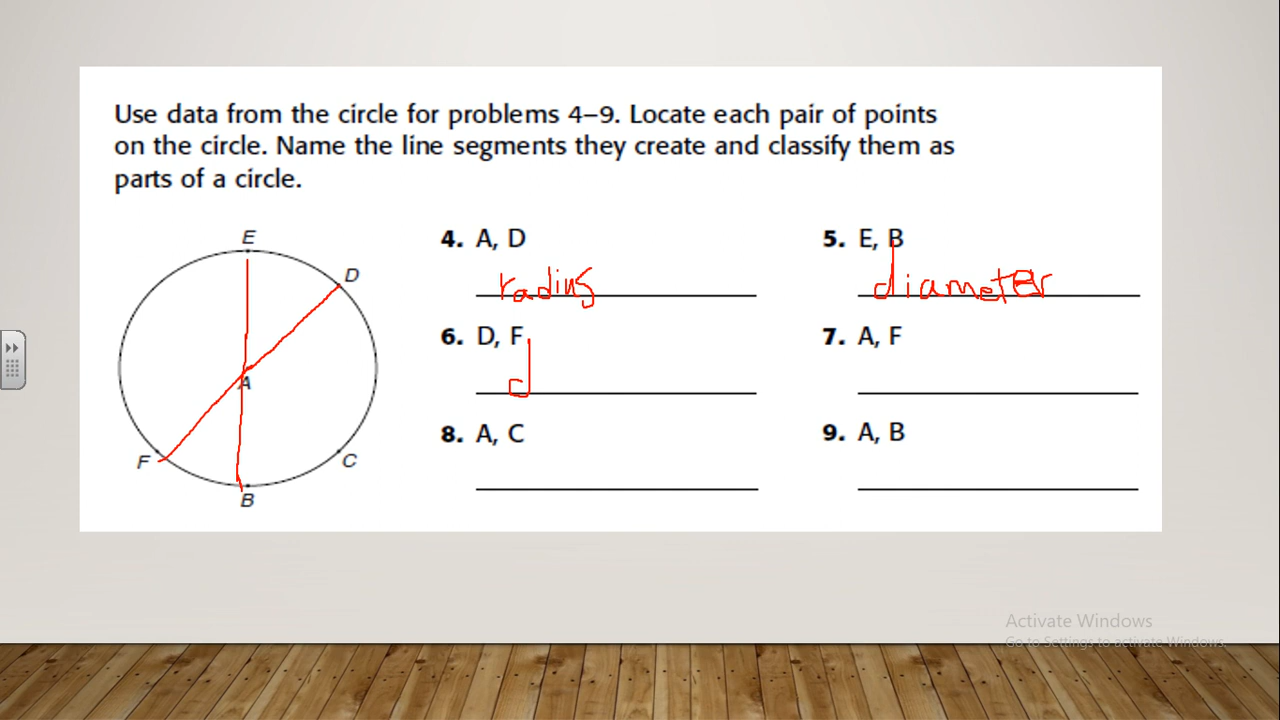 Use data from the circle for problems 4–9. Locate each pair of points
on the circle. Name the line segments they create and classify them as
parts of a circle.
E
D
A
F
C
B
4. A, D
radius
5. E, B
diameter
6. D, F
d
7. A, F
8. A, C
9. A, B
Activate Windows
Go to Settings to activate Windows.